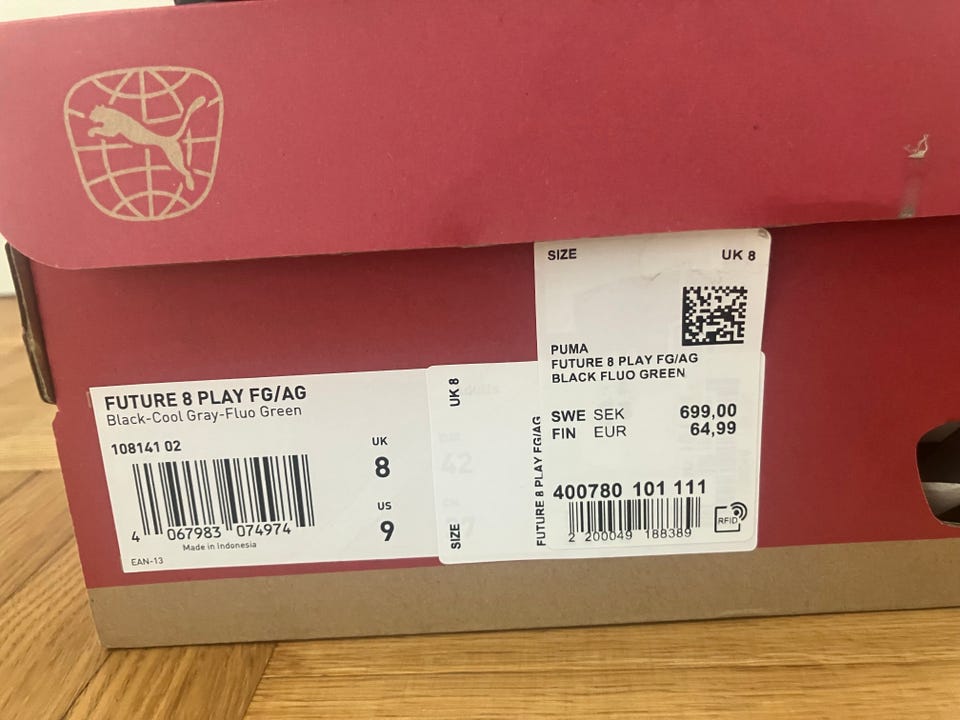 FUTURE 8 PLAY FG/AG
Black-Cool Gray-Fluo Green
108141 02
4 067983 074974
Made in Indonesia
EAN-13
UK
8
US
9
UK 8
SIZE
42
FUTURE 8 PLAY FG/AG
SIZE UK 8
PUMA
FUTURE 8 PLAY FG/AG
BLACK FLUO GREEN
SWE SEK 699,00
FIN EUR 64,99
400780 101 111
2 200049 188389
RFID